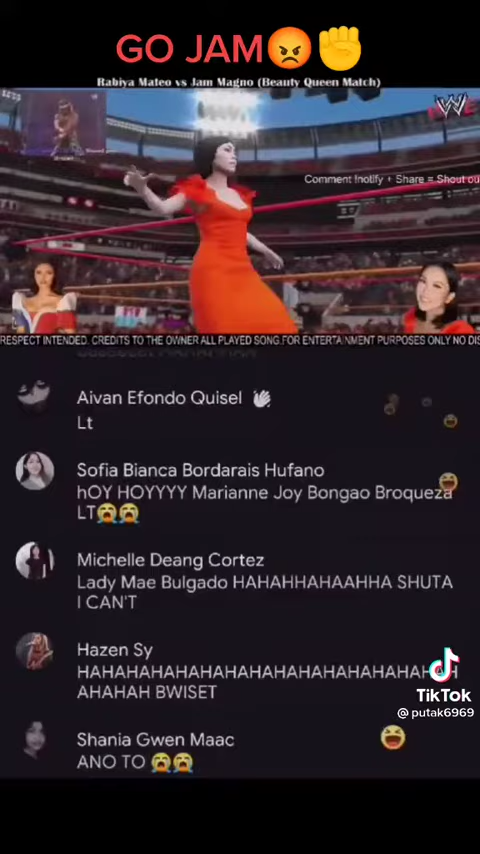 GO JAM😡✊
Rabiya Mateo vs Jam Magno (Beauty Queen Match)
Comment !notify + Share = Shout ou
RESPECT INTENDED. CREDITS TO THE OWNER ALL PLAYED SONG.FOR ENTERTAINMENT PURPOSES ONLY NO DIS
Aivan Efondo Quisel 👋
Lt
Sofia Bianca Bordarais Hufano
hOY HOYYYY Marianne Joy Bongao Broqueza
LT😭😭
Michelle Deang Cortez
Lady Mae Bulgado HAHAHHAHAAHHA SHUTA
I CAN'T
Hazen Sy
HAHAHAHAHAHAHAHAHAHAHAHAHAHAHAH
AHAHAH BWISET
TikTok
@putak6969
Shania Gwen Maac
ANO TO 😭😭